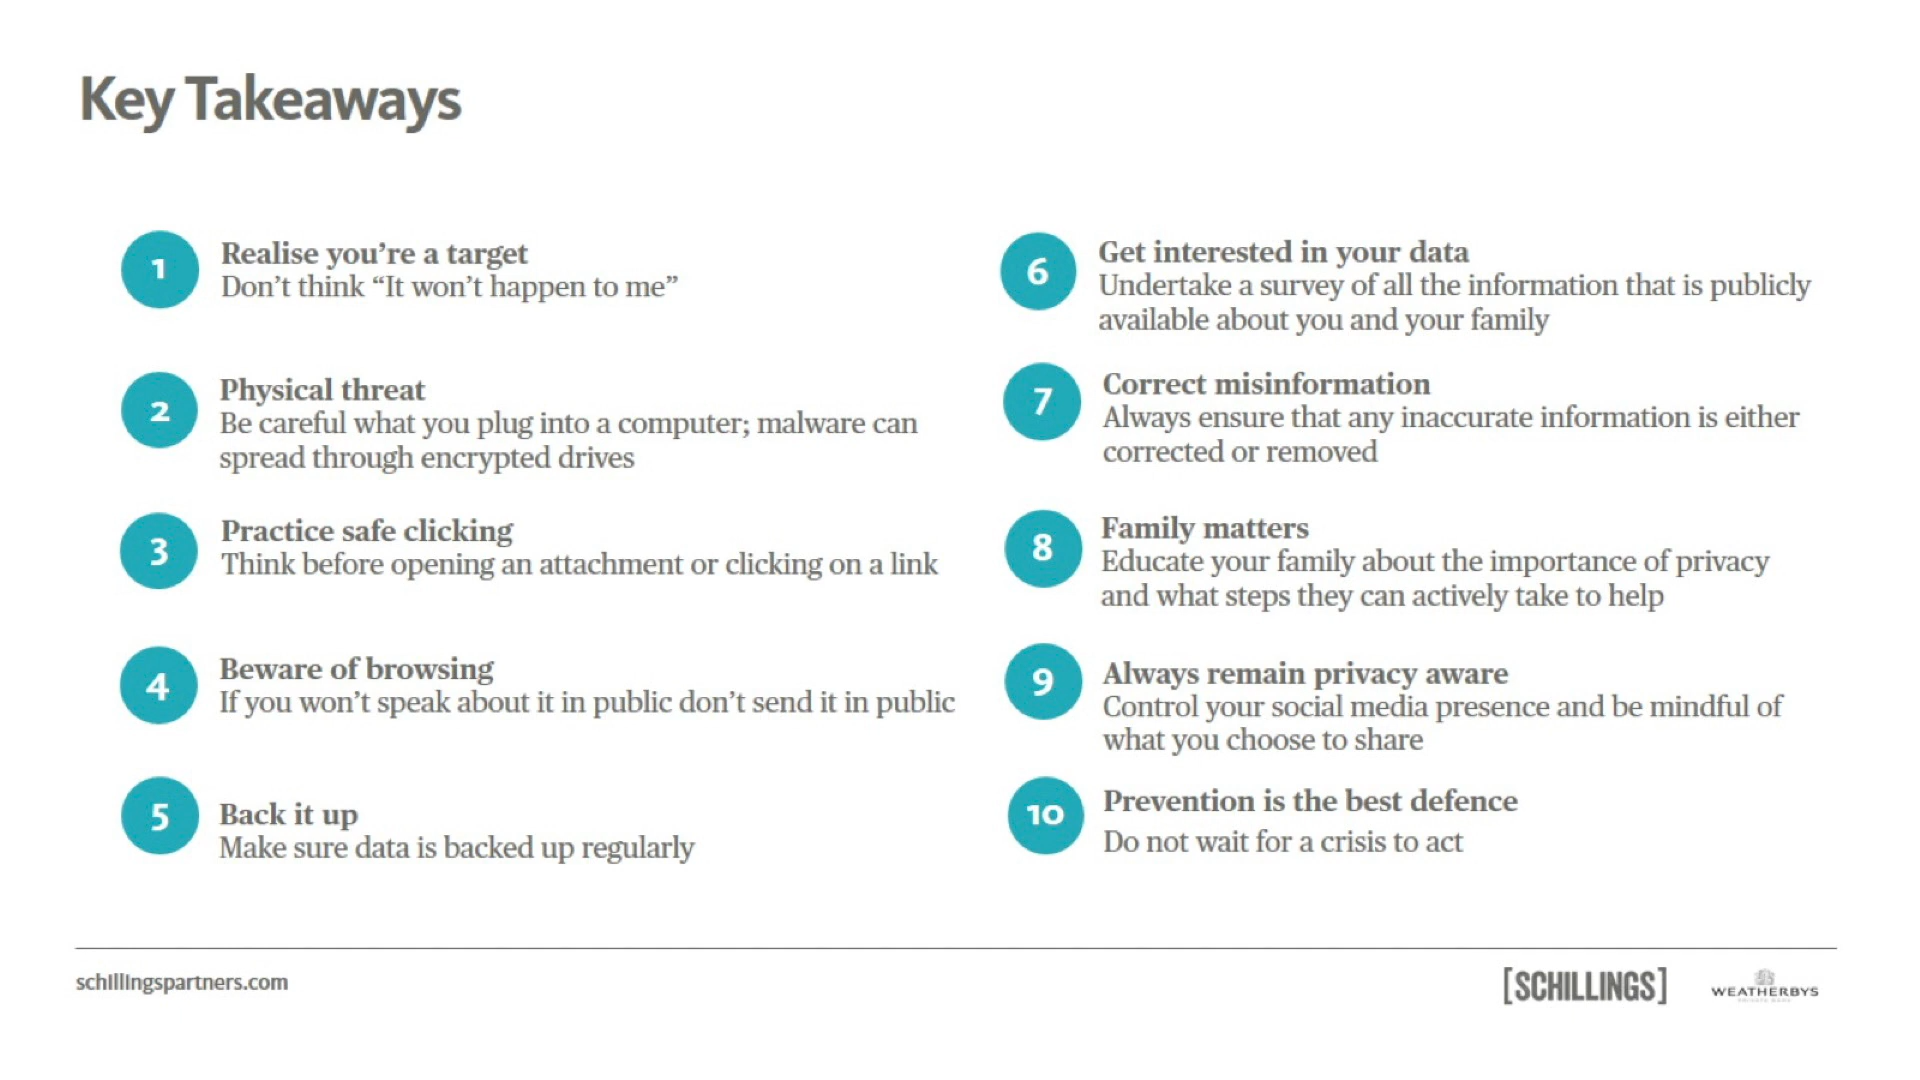 Key Takeaways
1
Realise you’re a target
Don’t think “It won’t happen to me”
2
Physical threat
Be careful what you plug into a computer; malware can
spread through encrypted drives
3
Practice safe clicking
Think before opening an attachment or clicking on a link
4
Beware of browsing
If you won’t speak about it in public don’t send it in public
5
Back it up
Make sure data is backed up regularly
6
Get interested in your data
Undertake a survey of all the information that is publicly
available about you and your family
7
Correct misinformation
Always ensure that any inaccurate information is either
corrected or removed
8
Family matters
Educate your family about the importance of privacy
and what steps they can actively take to help
9
Always remain privacy aware
Control your social media presence and be mindful of
what you choose to share
10
Prevention is the best defence
Do not wait for a crisis to act
schillingspartners.com
[SCHILLINGS]
WEATHERBYS